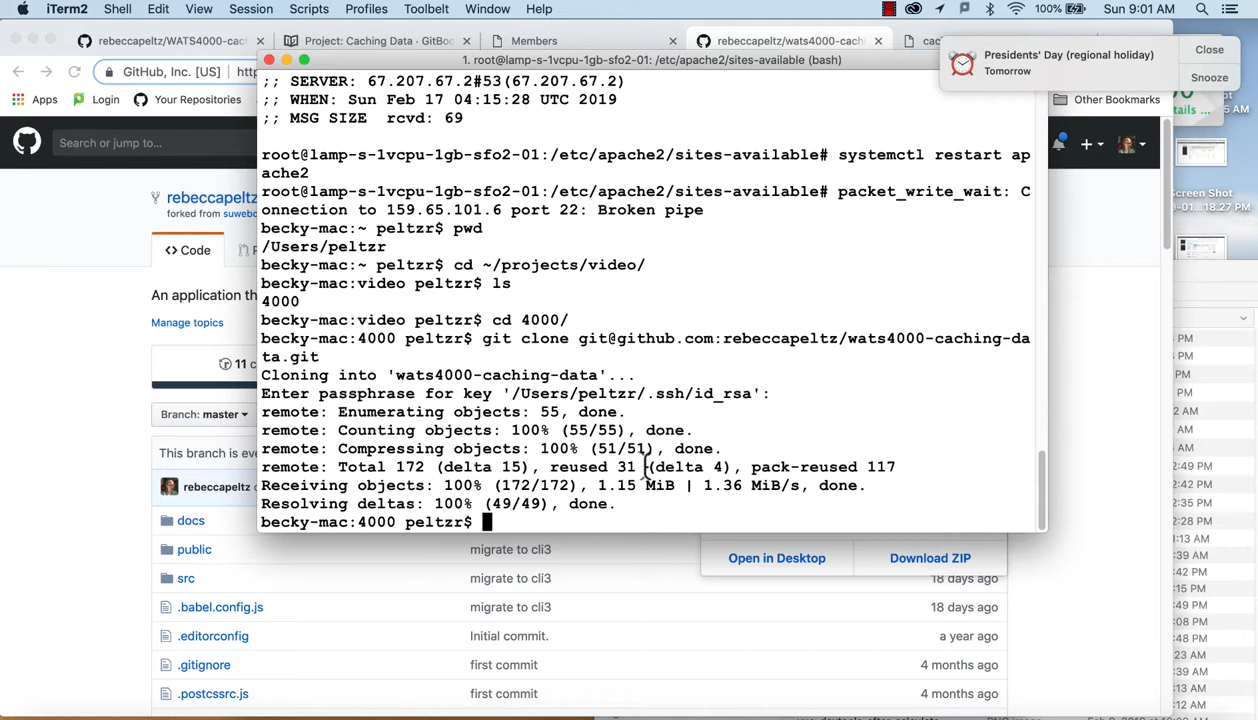 iTerm2 Shell Edit View Session Scripts Profiles Toolbelt Window Help 100% Sun 9:01 AM
rebeccapeltz/WATS4000-cach
Project: Caching Data · GitBoo
Members
rebeccapeltz/wats4000-cachi
GitHub, Inc. [US]
Apps Login Your Repositories Other Bookmarks
Search or jump to...
rebeccapeltz
forked from suwebo
Code
An application th
Manage topics
11 c
Branch: master
This branch is even
rebeccapeltz
1. root@lamp-s-1vcpu-1gb-sfo2-01: /etc/apache2/sites-available (bash)
;; SERVER: 67.207.67.2#53(67.207.67.2)
;; WHEN: Sun Feb 17 04:15:28 UTC 2019
;; MSG SIZE  rcvd: 69
root@lamp-s-1vcpu-1gb-sfo2-01:/etc/apache2/sites-available# systemctl restart ap
ache2
root@lamp-s-1vcpu-1gb-sfo2-01:/etc/apache2/sites-available# packet_write_wait: C
onnection to 159.65.101.6 port 22: Broken pipe
becky-mac:~ peltzr$ pwd
/Users/peltzr
becky-mac:~ peltzr$ cd ~/projects/video/
becky-mac:video peltzr$ ls
4000
becky-mac:video peltzr$ cd 4000/
becky-mac:4000 peltzr$ git clone git@github.com:rebeccapeltz/wats4000-caching-da
ta.git
Cloning into 'wats4000-caching-data'...
Enter passphrase for key '/Users/peltzr/.ssh/id_rsa':
remote: Enumerating objects: 55, done.
remote: Counting objects: 100% (55/55), done.
remote: Compressing objects: 100% (51/51), done.
remote: Total 172 (delta 15), reused 31 (delta 4), pack-reused 117
Receiving objects: 100% (172/172), 1.15 MiB | 1.36 MiB/s, done.
Resolving deltas: 100% (49/49), done.
becky-mac:4000 peltzr$
Presidents' Day (regional holiday)
Tomorrow
Close
Snooze
Open in Desktop Download ZIP
docs
public migrate to cli3
src migrate to cli3 18 days ago
.babel.config.js migrate to cli3 18 days ago
.editorconfig Initial commit. a year ago
.gitignore first commit 4 months ago
.postcssrc.js first commit 4 months ago